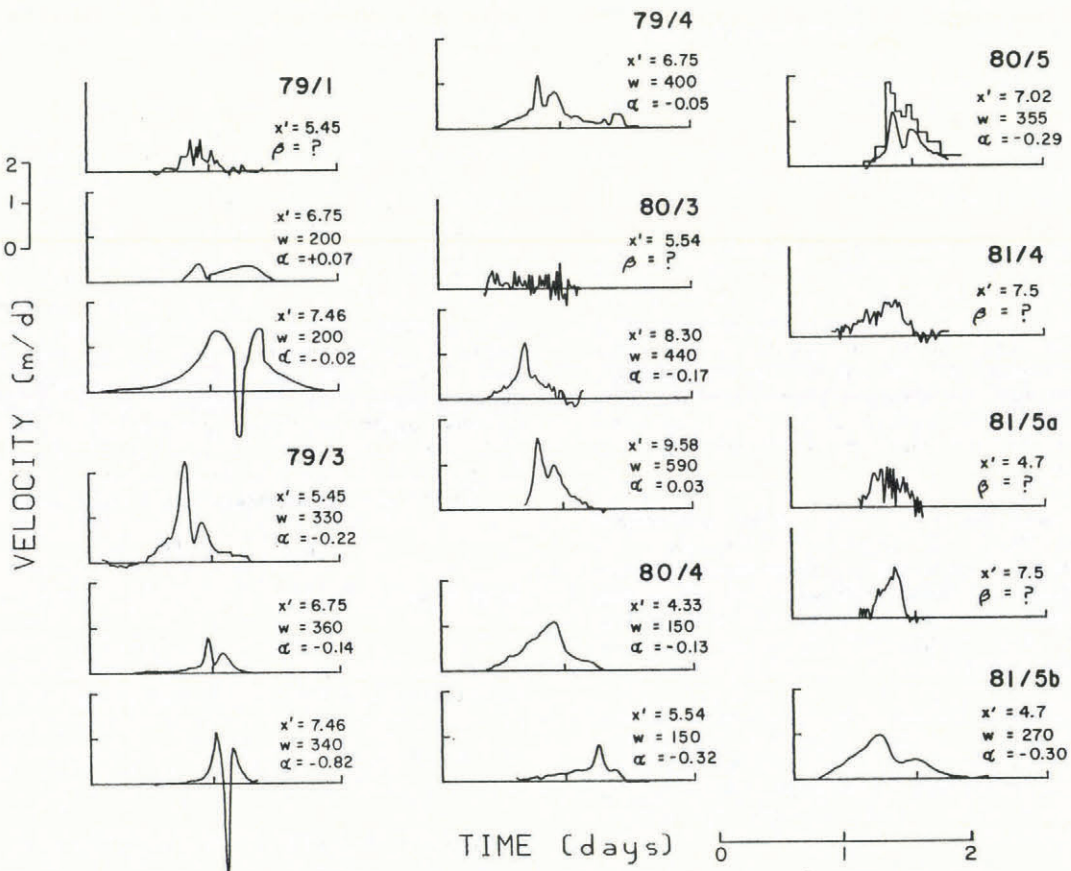 79/1
x' = 5.45
β = ?
x' = 6.75
w = 200
α = +0.07
x' = 7.46
w = 200
α = -0.02
79/3
x' = 5.45
w = 330
α = -0.22
x' = 6.75
w = 360
α = -0.14
x' = 7.46
w = 340
α = -0.82
79/4
x' = 6.75
w = 400
α = -0.05
80/3
x' = 5.54
β = ?
x' = 8.30
w = 440
α = -0.17
x' = 9.58
w = 590
α = 0.03
80/4
x' = 4.33
w = 150
α = -0.13
x' = 5.54
w = 150
α = -0.32
80/5
x' = 7.02
w = 355
α = -0.29
81/4
x' = 7.5
β = ?
81/5a
x' = 4.7
β = ?
x' = 7.5
β = ?
81/5b
x' = 4.7
w = 270
α = -0.30
2
1
0
VELOCITY (m/d)
TIME (days)
0 1 2